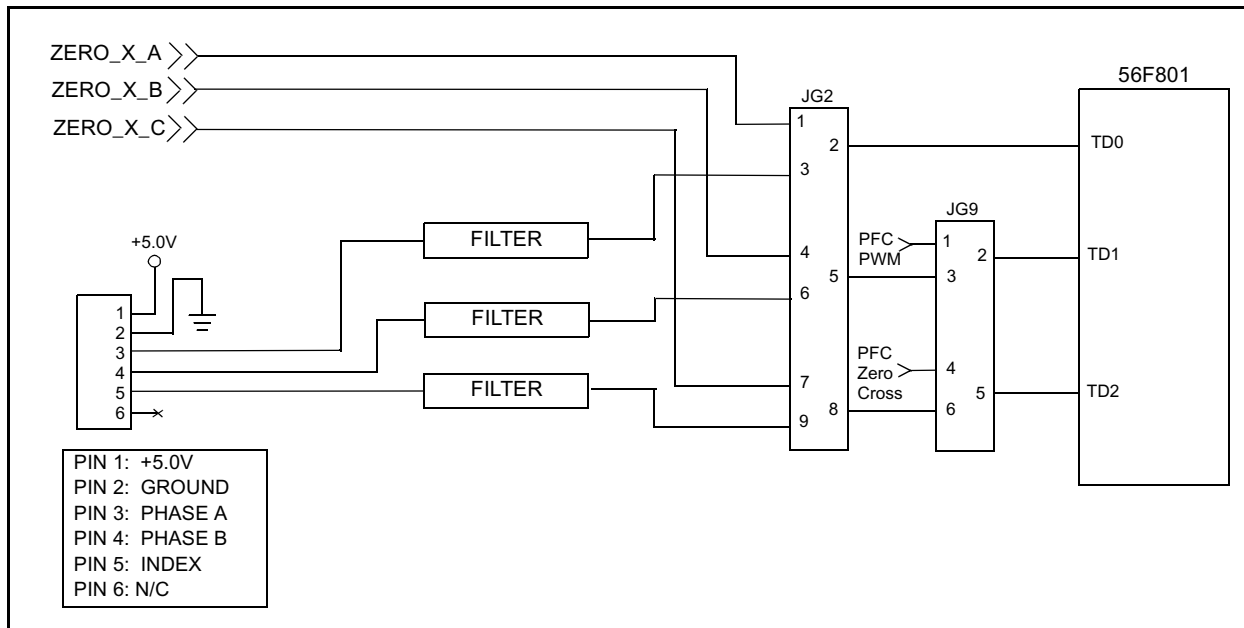 ZERO_X_A
ZERO_X_B
ZERO_X_C
56F801
JG2
1
2
3
4
5
6
7
8
9
TD0
TD1
TD2
JG9
PFC
PWM
1
2
3
PFC
Zero
Cross
4
5
6
FILTER
FILTER
FILTER
+5.0V
1
2
3
4
5
6
PIN 1: +5.0V
PIN 2: GROUND
PIN 3: PHASE A
PIN 4: PHASE B
PIN 5: INDEX
PIN 6: N/C